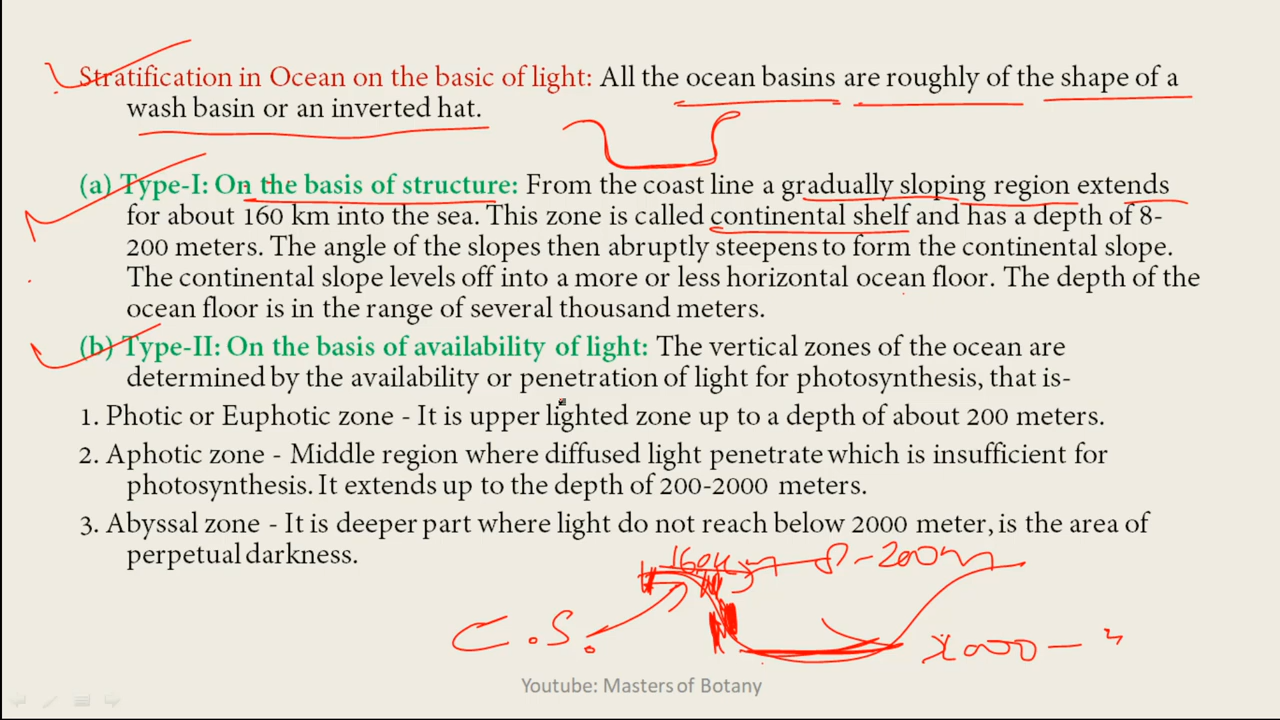 Stratification in Ocean on the basic of light: All the ocean basins are roughly of the shape of a
wash basin or an inverted hat.
(a) Type-I: On the basis of structure: From the coast line a gradually sloping region extends
for about 160 km into the sea. This zone is called continental shelf and has a depth of 8-
200 meters. The angle of the slopes then abruptly steepens to form the continental slope.
The continental slope levels off into a more or less horizontal ocean floor. The depth of the
ocean floor is in the range of several thousand meters.
(b) Type-II: On the basis of availability of light: The vertical zones of the ocean are
determined by the availability or penetration of light for photosynthesis, that is-
1. Photic or Euphotic zone - It is upper lighted zone up to a depth of about 200 meters.
2. Aphotic zone - Middle region where diffused light penetrate which is insufficient for
photosynthesis. It extends up to the depth of 200-2000 meters.
3. Abyssal zone - It is deeper part where light do not reach below 2000 meter, is the area of
perpetual darkness.
160km 8-200m
C.S.
Youtube: Masters of Botany